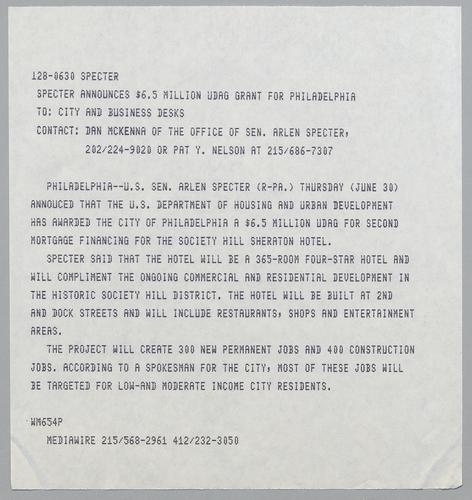 128-0630 SPECTER
SPECTER ANNOUNCES $6.5 MILLION UDAG GRANT FOR PHILADELPHIA
TO: CITY AND BUSINESS DESKS
CONTACT: DAN MCKENNA OF THE OFFICE OF SEN. ARLEN SPECTER,
202/224-9020 OR PAT Y. NELSON AT 215/686-7307
PHILADELPHIA--U.S. SEN. ARLEN SPECTER (R-PA.) THURSDAY (JUNE 30)
ANNOUCED THAT THE U.S. DEPARTMENT OF HOUSING AND URBAN DEVELOPMENT
HAS AWARDED THE CITY OF PHILADELPHIA A $6.5 MILLION UDAG FOR SECOND
MORTGAGE FINANCING FOR THE SOCIETY HILL SHERATON HOTEL.
SPECTER SAID THAT THE HOTEL WILL BE A 365-ROOM FOUR-STAR HOTEL AND
WILL COMPLIMENT THE ONGOING COMMERCIAL AND RESIDENTIAL DEVELOPMENT IN
THE HISTORIC SOCIETY HILL DISTRICT. THE HOTEL WILL BE BUILT AT 2ND
AND DOCK STREETS AND WILL INCLUDE RESTAURANTS, SHOPS AND ENTERTAINMENT
AREAS.
THE PROJECT WILL CREATE 300 NEW PERMANENT JOBS AND 400 CONSTRUCTION
JOBS. ACCORDING TO A SPOKESMAN FOR THE CITY, MOST OF THESE JOBS WILL
BE TARGETED FOR LOW-AND MODERATE INCOME CITY RESIDENTS.
WM654P
MEDIAWIRE 215/568-2961 412/232-3050